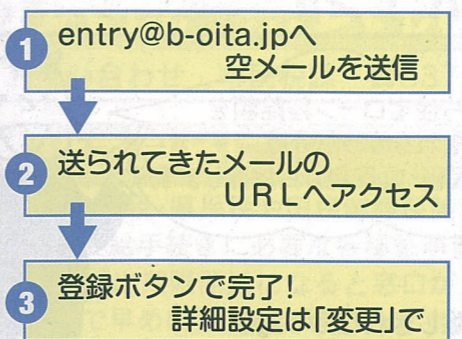 1
entry@b-oita.jpへ
空メールを送信
2
送られてきたメールの
URLへアクセス
3
登録ボタンで完了!
詳細設定は「変更」で